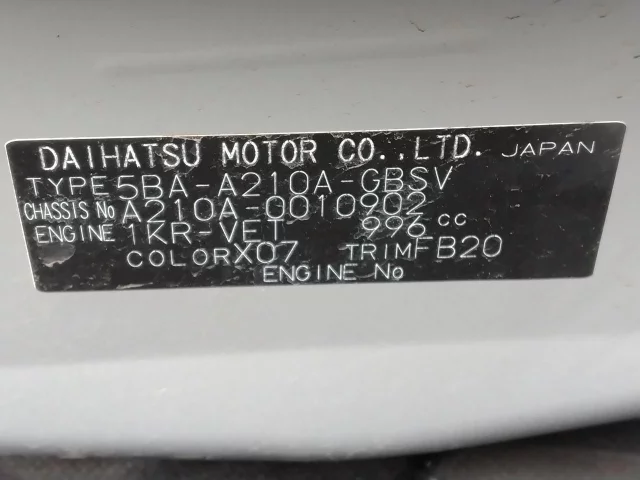 DAIHATSU MOTOR CO.,LTD. JAPAN
TYPE 5BA-A210A-GBSV
CHASSIS No A210A-0010902
ENGINE 1KR-VET 996 CC
COLOR X07 TRIM FB20
ENGINE No